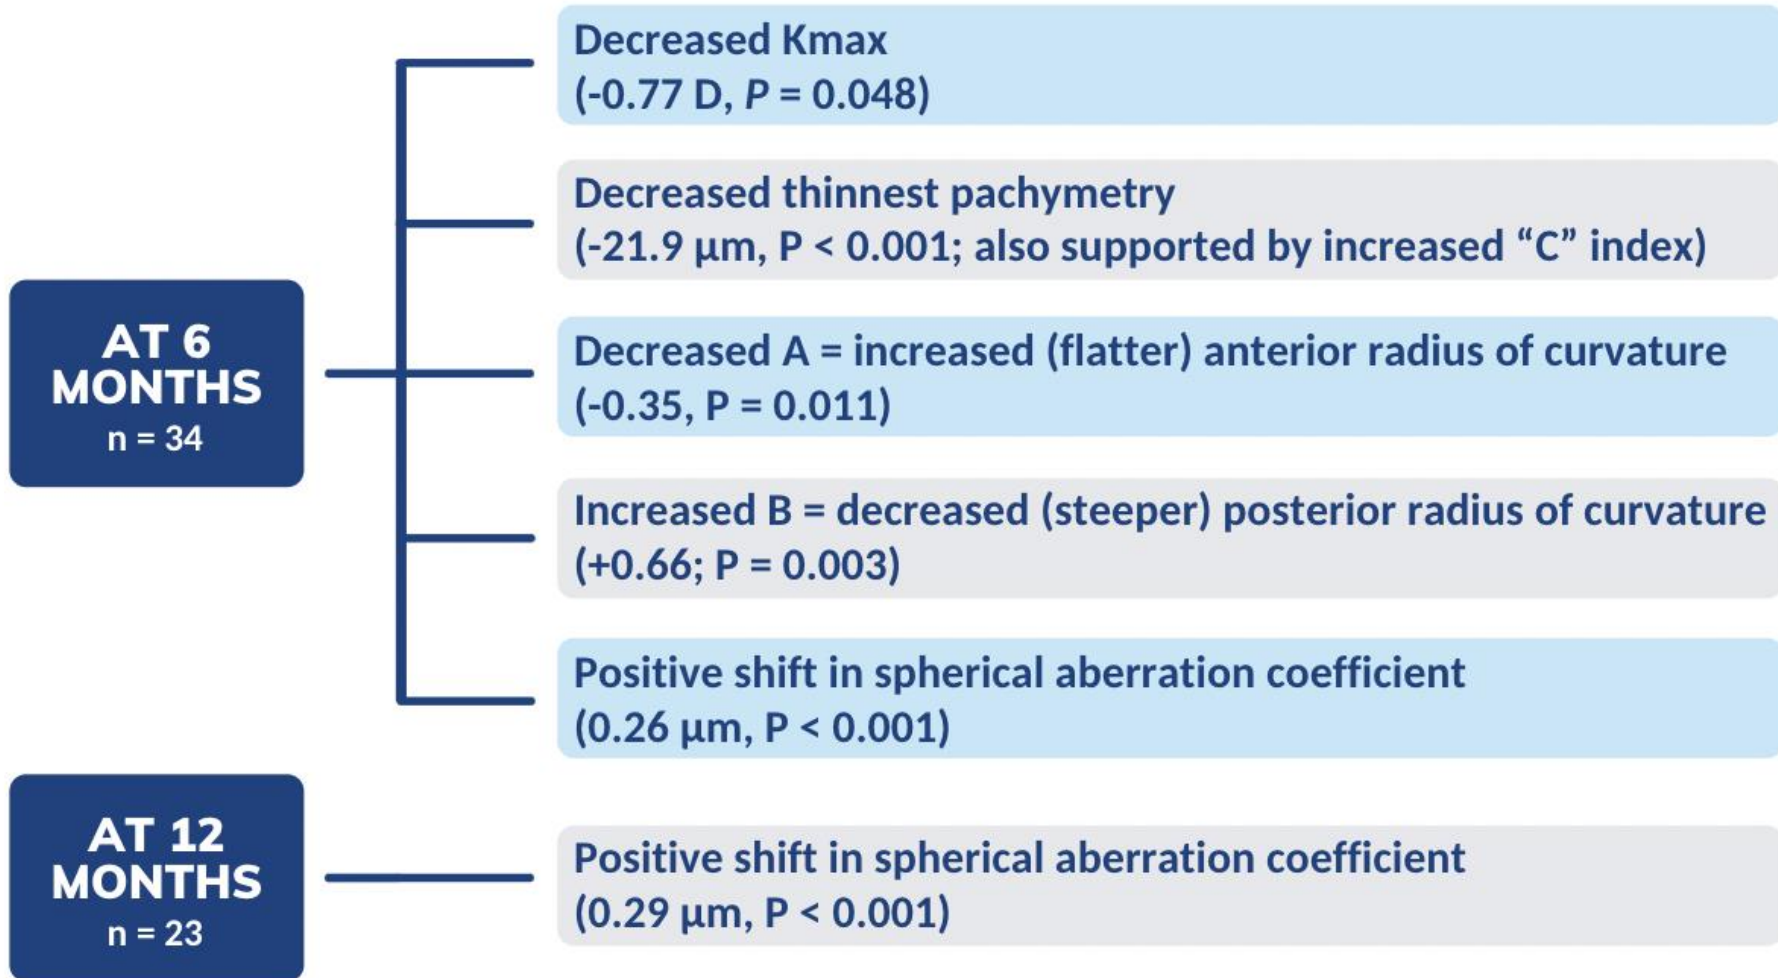 AT 6
MONTHS
n = 34
Decreased Kmax
(-0.77 D, P = 0.048)
Decreased thinnest pachymetry
(-21.9 μm, P < 0.001; also supported by increased “C” index)
Decreased A = increased (flatter) anterior radius of curvature
(-0.35, P = 0.011)
Increased B = decreased (steeper) posterior radius of curvature
(+0.66; P = 0.003)
Positive shift in spherical aberration coefficient
(0.26 μm, P < 0.001)
AT 12
MONTHS
n = 23
Positive shift in spherical aberration coefficient
(0.29 μm, P < 0.001)